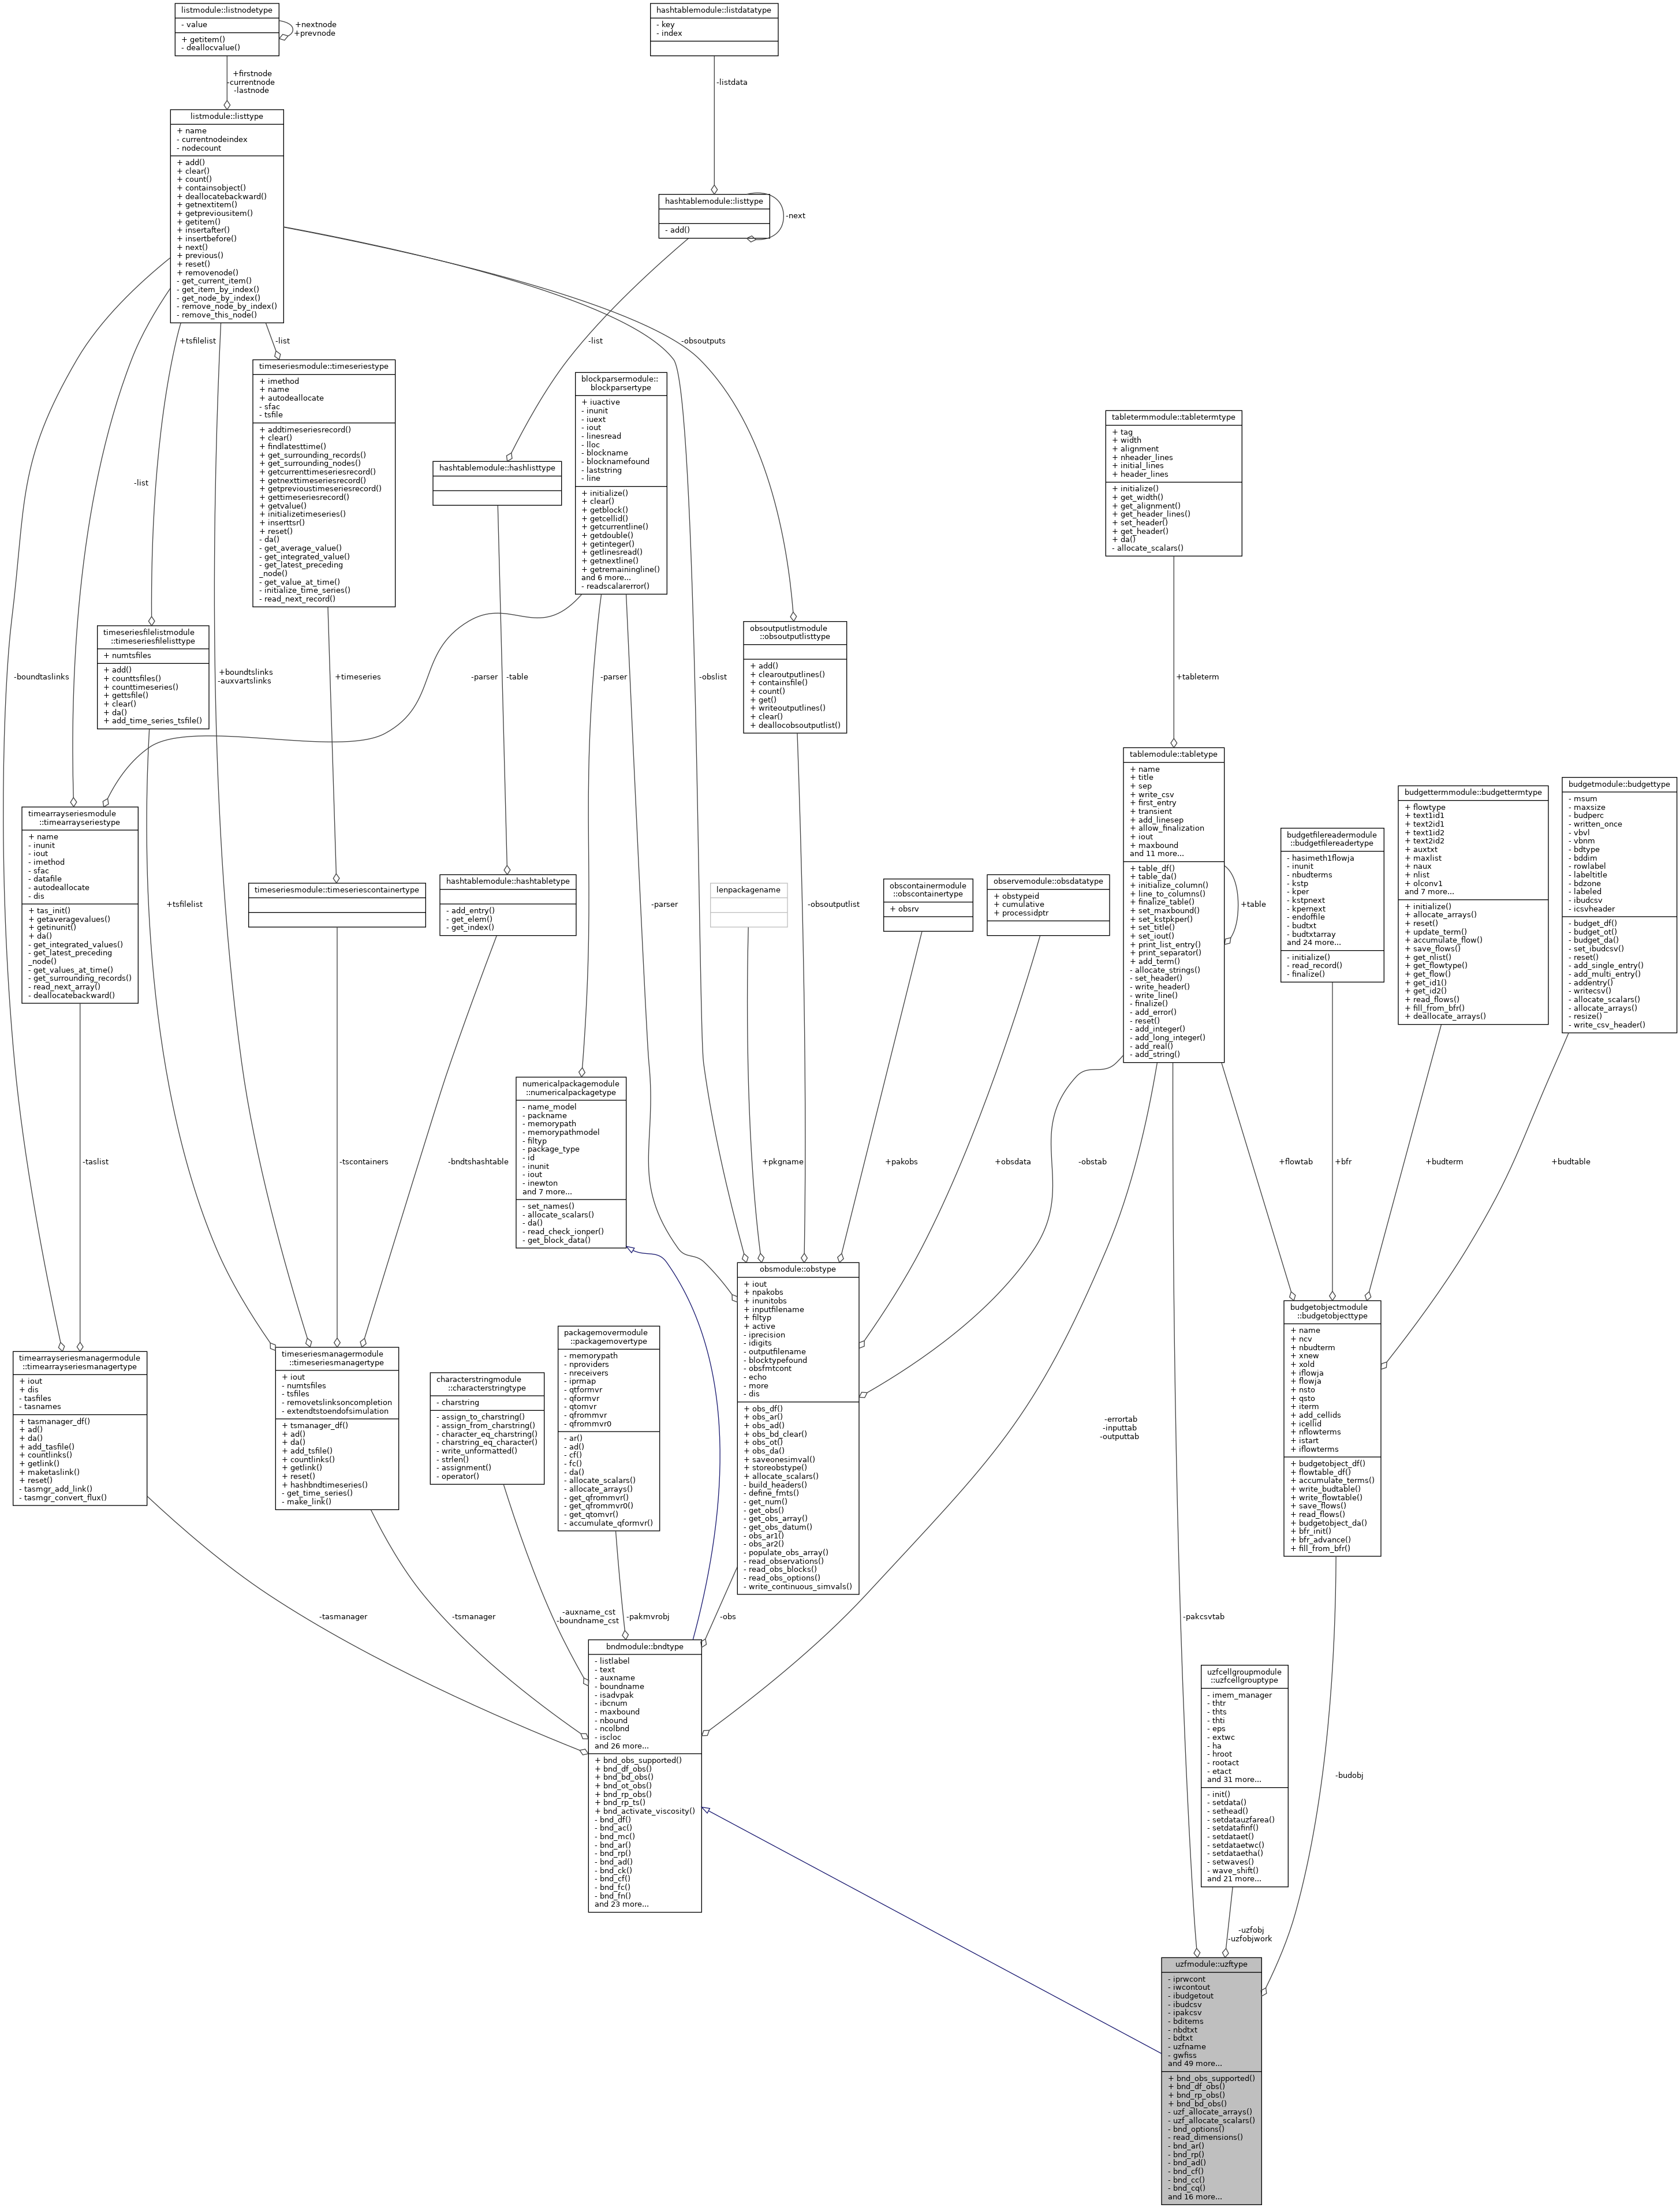 listmodule::listnodetype
- value
+ getitem()
- deallocvalue()
+nextnode
+prevnode
hashtablemodule::listdatatype
- key
- index
+firstnode
-currentnode
-lastnode
-listdata
listmodule::listtype
+ name
- currentnodeindex
- nodecount
+ add()
+ clear()
+ count()
+ containsobject()
+ deallocatebackward()
+ getnextitem()
+ getpreviousitem()
+ getitem()
+ insertafter()
+ insertbefore()
+ next()
+ previous()
+ reset()
+ removenode()
- get_current_item()
- get_item_by_index()
- get_node_by_index()
- remove_node_by_index()
- remove_this_node()
hashtablemodule::listtype
- add()
-next
+tsfilelist
-list
-list
-obsoutputs
timeseriesmodule::timeseriestype
+ imethod
+ name
+ autodeallocate
- sfac
- tsfile
+ addtimeseriesrecord()
+ clear()
+ findlatesttime()
+ get_surrounding_records()
+ get_surrounding_nodes()
+ getcurrenttimeseriesrecord()
+ getnexttimeseriesrecord()
+ getprevioustimeseriesrecord()
+ gettimeseriesrecord()
+ getvalue()
+ initializetimeseries()
+ inserttsr()
+ reset()
- da()
- get_average_value()
- get_integrated_value()
- get_latest_preceding
_node()
- get_value_at_time()
- initialize_time_series()
- read_next_record()
blockparsermodule::
blockparsertype
+ iuactive
- inunit
- iuext
- iout
- linesread
- lloc
- blockname
- blocknamefound
- laststring
- line
+ initialize()
+ clear()
+ getblock()
+ getcellid()
+ getcurrentline()
+ getdouble()
+ getinteger()
+ getlinesread()
+ getnextline()
+ getremainingline()
and 6 more...
- readscalarerror()
hashtablemodule::hashlisttype
-list
tabletermmodule::tabletermtype
+ tag
+ width
+ alignment
+ nheader_lines
+ initial_lines
+ header_lines
+ initialize()
+ get_width()
+ get_alignment()
+ get_header_lines()
+ set_header()
+ get_header()
+ da()
- allocate_scalars()
timeseriesfilelistmodule
::timeseriesfilelisttype
+ numtsfiles
+ add()
+ counttsfiles()
+ counttimeseries()
+ gettsfile()
+ clear()
+ da()
+ add_time_series_tsfile()
obsoutputlistmodule
::obsoutputlisttype
+ add()
+ clearoutputlines()
+ containsfile()
+ count()
+ get()
+ writeoutputlines()
+ clear()
+ deallocobsoutputlist()
-boundtaslinks
+boundtslinks
-auxvartslinks
+timeseries
-parser
-table
-parser
-obslist
+tableterm
tablemodule::tabletype
+ name
+ title
+ sep
+ write_csv
+ first_entry
+ transient
+ add_linesep
+ allow_finalization
+ iout
+ maxbound
and 11 more...
+ table_df()
+ table_da()
+ initialize_column()
+ line_to_columns()
+ finalize_table()
+ set_maxbound()
+ set_kstpkper()
+ set_title()
+ set_iout()
+ print_list_entry()
+ print_separator()
+ add_term()
- allocate_strings()
- set_header()
- write_header()
- write_line()
- finalize()
- add_error()
- reset()
- add_integer()
- add_long_integer()
- add_real()
- add_string()
+table
budgetfilereadermodule
::budgetfilereadertype
- hasimeth1flowja
- inunit
- nbudterms
- kstp
- kper
- kstpnext
- kpernext
- endoffile
- budtxt
- budtxtarray
and 24 more...
- initialize()
- read_record()
- finalize()
budgettermmodule::budgettermtype
+ flowtype
+ text1id1
+ text2id1
+ text1id2
+ text2id2
+ auxtxt
+ maxlist
+ naux
+ nlist
+ olconv1
and 7 more...
+ initialize()
+ allocate_arrays()
+ reset()
+ update_term()
+ accumulate_flow()
+ save_flows()
+ get_nlist()
+ get_flowtype()
+ get_flow()
+ get_id1()
+ get_id2()
+ read_flows()
+ fill_from_bfr()
+ deallocate_arrays()
budgetmodule::budgettype
- msum
- maxsize
- budperc
- written_once
- vbvl
- vbnm
- bdtype
- bddim
- rowlabel
- labeltitle
- bdzone
- labeled
- ibudcsv
- icsvheader
- budget_df()
- budget_ot()
- budget_da()
- set_ibudcsv()
- reset()
- add_single_entry()
- add_multi_entry()
- addentry()
- writecsv()
- allocate_scalars()
- allocate_arrays()
- resize()
- write_csv_header()
timearrayseriesmodule
::timearrayseriestype
+ name
- inunit
- iout
- imethod
- sfac
- datafile
- autodeallocate
- dis
+ tas_init()
+ getaveragevalues()
+ getinunit()
+ da()
- get_integrated_values()
- get_latest_preceding
_node()
- get_values_at_time()
- get_surrounding_records()
- read_next_array()
- deallocatebackward()
+tsfilelist
timeseriesmodule::timeseriescontainertype
hashtablemodule::hashtabletype
- add_entry()
- get_elem()
- get_index()
-parser
lenpackagename
-obsoutputlist
obscontainermodule
::obscontainertype
+ obsrv
observemodule::obsdatatype
+ obstypeid
+ cumulative
+ processidptr
-taslist
-tscontainers
-bndtshashtable
numericalpackagemodule
::numericalpackagetype
- name_model
- packname
- memorypath
- memorypathmodel
- filtyp
- package_type
- id
- inunit
- iout
- inewton
and 7 more...
- set_names()
- allocate_scalars()
- da()
- read_check_ionper()
- get_block_data()
+pkgname
+pakobs
+obsdata
-obstab
+flowtab
+bfr
+budterm
+budtable
obsmodule::obstype
+ iout
+ npakobs
+ inunitobs
+ inputfilename
+ filtyp
+ active
- iprecision
- idigits
- outputfilename
- blocktypefound
- obsfmtcont
- echo
- more
- dis
+ obs_df()
+ obs_ar()
+ obs_ad()
+ obs_bd_clear()
+ obs_ot()
+ obs_da()
+ saveonesimval()
+ storeobstype()
+ allocate_scalars()
- build_headers()
- define_fmts()
- get_num()
- get_obs()
- get_obs_array()
- get_obs_datum()
- obs_ar1()
- obs_ar2()
- populate_obs_array()
- read_observations()
- read_obs_blocks()
- read_obs_options()
- write_continuous_simvals()
budgetobjectmodule
::budgetobjecttype
+ name
+ ncv
+ nbudterm
+ xnew
+ xold
+ iflowja
+ flowja
+ nsto
+ qsto
+ iterm
+ add_cellids
+ icellid
+ nflowterms
+ istart
+ iflowterms
+ budgetobject_df()
+ flowtable_df()
+ accumulate_terms()
+ write_budtable()
+ write_flowtable()
+ save_flows()
+ read_flows()
+ budgetobject_da()
+ bfr_init()
+ bfr_advance()
+ fill_from_bfr()
timearrayseriesmanagermodule
::timearrayseriesmanagertype
+ iout
+ dis
- tasfiles
- tasnames
+ tasmanager_df()
+ ad()
+ da()
+ add_tasfile()
+ countlinks()
+ getlink()
+ maketaslink()
+ reset()
- tasmgr_add_link()
- tasmgr_convert_flux()
timeseriesmanagermodule
::timeseriesmanagertype
+ iout
- numtsfiles
- tsfiles
- removetslinksoncompletion
- extendtstoendofsimulation
+ tsmanager_df()
+ ad()
+ da()
+ add_tsfile()
+ countlinks()
+ getlink()
+ reset()
+ hashbndtimeseries()
- get_time_series()
- make_link()
characterstringmodule
::characterstringtype
- charstring
- assign_to_charstring()
- assign_from_charstring()
- character_eq_charstring()
- charstring_eq_character()
- write_unformatted()
- strlen()
- assignment()
- operator()
packagemovermodule
::packagemovertype
- memorypath
- nproviders
- nreceivers
- iprmap
- qtformvr
- qformvr
- qtomvr
- qfrommvr
- qfrommvr0
- ar()
- ad()
- cf()
- fc()
- da()
- allocate_scalars()
- allocate_arrays()
- get_qfrommvr()
- get_qfrommvr0()
- get_qtomvr()
- accumulate_qformvr()
-errortab
-inputtab
-outputtab
-tasmanager
-tsmanager
-auxname_cst
-boundname_cst
-pakmvrobj
-obs
-pakcsvtab
bndmodule::bndtype
- listlabel
- text
- auxname
- boundname
- isadvpak
- ibcnum
- maxbound
- nbound
- ncolbnd
- iscloc
and 26 more...
+ bnd_obs_supported()
+ bnd_df_obs()
+ bnd_bd_obs()
+ bnd_ot_obs()
+ bnd_rp_obs()
+ bnd_rp_ts()
+ bnd_activate_viscosity()
- bnd_df()
- bnd_ac()
- bnd_mc()
- bnd_ar()
- bnd_rp()
- bnd_ad()
- bnd_ck()
- bnd_cf()
- bnd_fc()
- bnd_fn()
and 23 more...
uzfcellgroupmodule
::uzfcellgrouptype
- imem_manager
- thtr
- thts
- thti
- eps
- extwc
- ha
- hroot
- rootact
- etact
and 31 more...
- init()
- setdata()
- sethead()
- setdatauzfarea()
- setdatafinf()
- setdataet()
- setdataetwc()
- setdataetha()
- setwaves()
- wave_shift()
and 21 more...
-budobj
-uzfobj
-uzfobjwork
uzfmodule::uzftype
- iprwcont
- iwcontout
- ibudgetout
- ibudcsv
- ipakcsv
- bditems
- nbdtxt
- bdtxt
- uzfname
- gwfiss
and 49 more...
+ bnd_obs_supported()
+ bnd_df_obs()
+ bnd_rp_obs()
+ bnd_bd_obs()
- uzf_allocate_arrays()
- uzf_allocate_scalars()
- bnd_options()
- read_dimensions()
- bnd_ar()
- bnd_rp()
- bnd_ad()
- bnd_cf()
- bnd_cc()
- bnd_cq()
and 16 more...